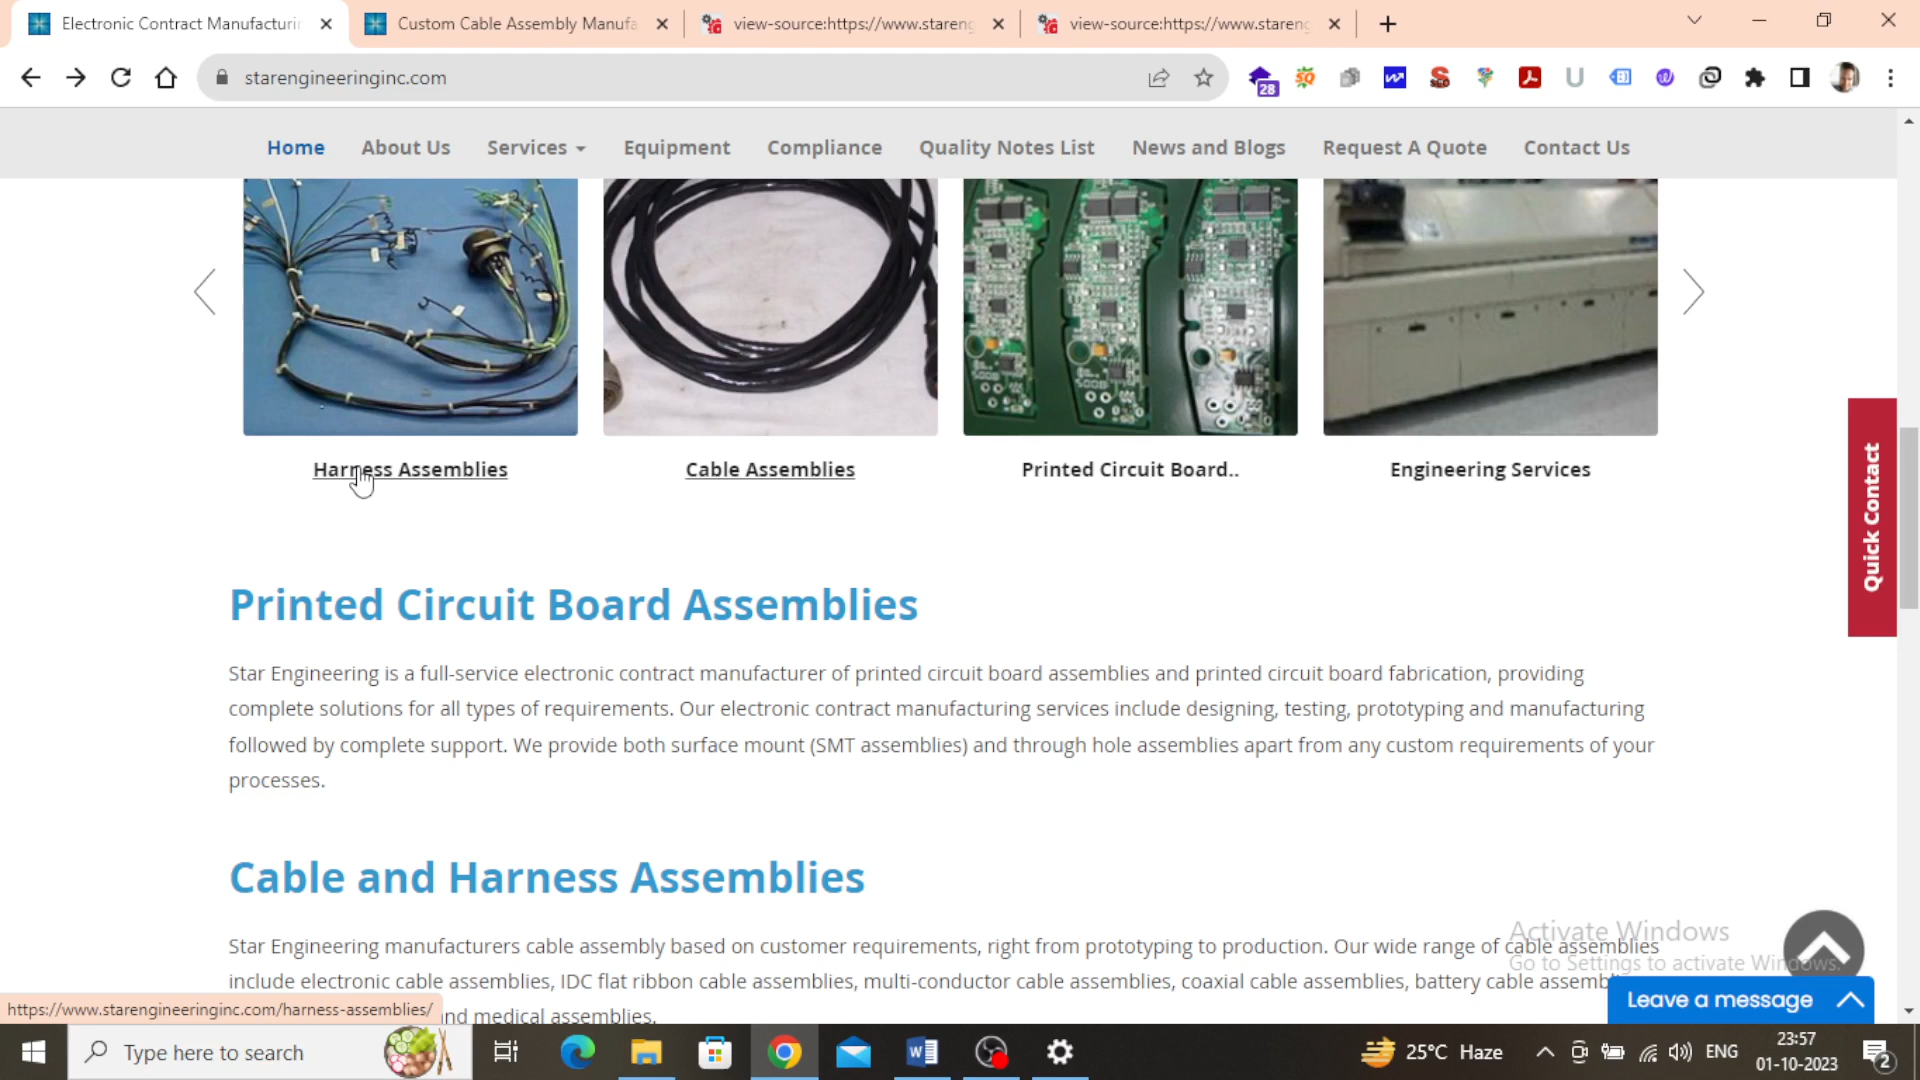 Electronic Contract Manufacturin
Custom Cable Assembly Manufa
view-source:https://www.stareng
view-source:https://www.stareng
starengineeringinc.com
28
Home
About Us
Services
Equipment
Compliance
Quality Notes List
News and Blogs
Request A Quote
Contact Us
Harness Assemblies
Cable Assemblies
Printed Circuit Board..
Engineering Services
Quick Contact
Printed Circuit Board Assemblies
Star Engineering is a full-service electronic contract manufacturer of printed circuit board assemblies and printed circuit board fabrication, providing
complete solutions for all types of requirements. Our electronic contract manufacturing services include designing, testing, prototyping and manufacturing
followed by complete support. We provide both surface mount (SMT assemblies) and through hole assemblies apart from any custom requirements of your
processes.
Cable and Harness Assemblies
Star Engineering manufacturers cable assembly based on customer requirements, right from prototyping to production. Our wide range of cable assemblies
include electronic cable assemblies, IDC flat ribbon cable assemblies, multi-conductor cable assemblies, coaxial cable assemblies, battery cable assemb
nd medical assemblies.
Activate Windows
Go to Settings to activate Windows.
Leave a message
https://www.starengineeringinc.com/harness-assemblies/
Type here to search
25°C Haze
ENG
23:57
01-10-2023
2